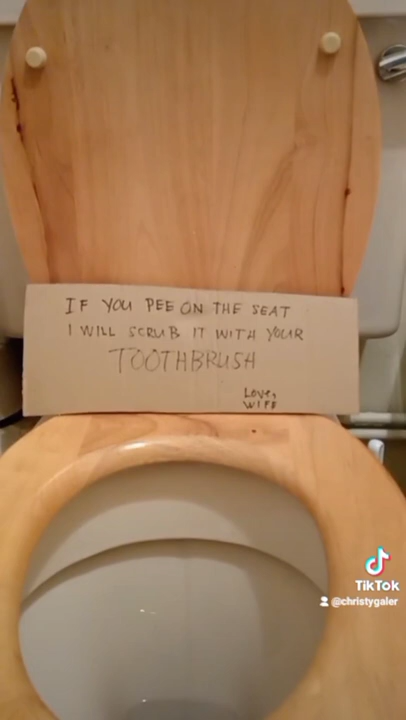 IF YOU PEE ON THE SEAT
I WILL SCRUB IT WITH YOUR
TOOTHBRUSH
LOVE,
WIFE
TikTok
@christygaler